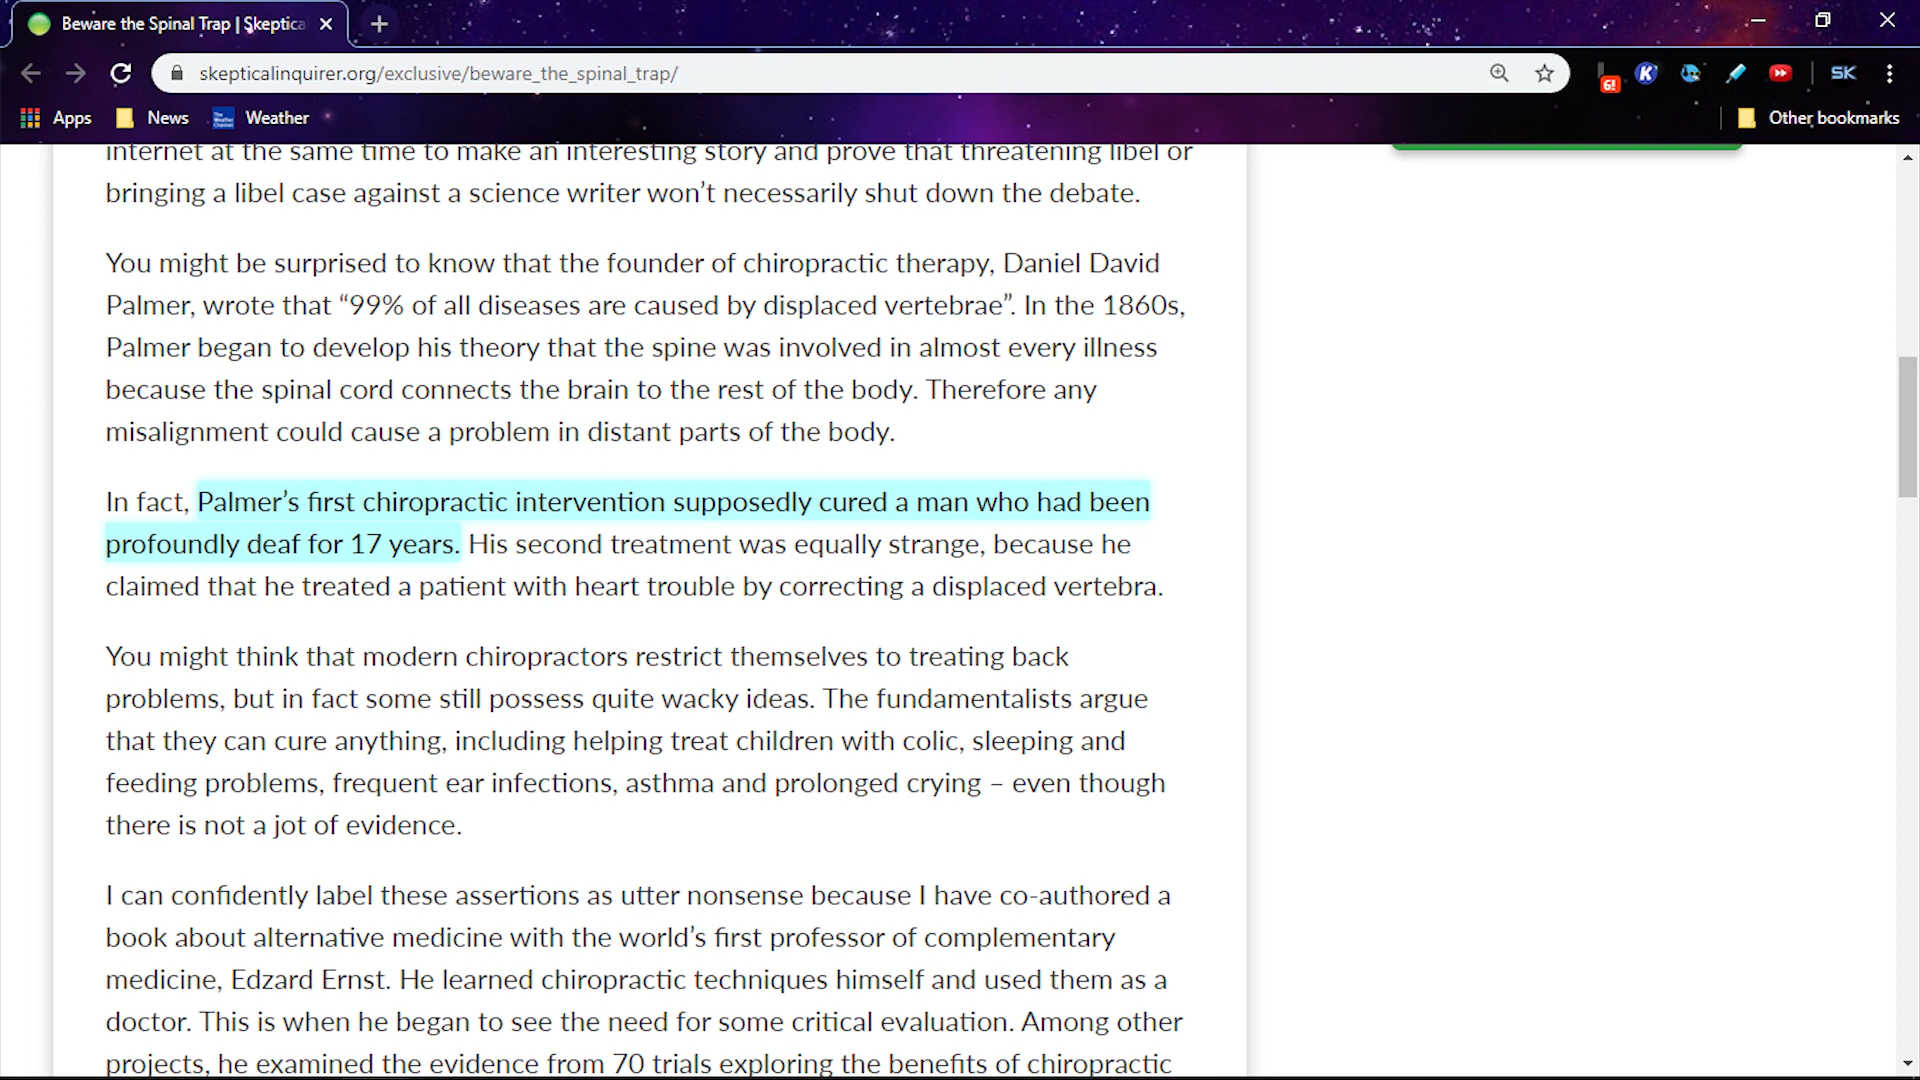 Beware the Spinal Trap | Skeptica
skepticalinquirer.org/exclusive/beware_the_spinal_trap/
6!
K
SK
Apps
News
Weather
Other bookmarks
internet at the same time to make an interesting story and prove that threatening libel or
bringing a libel case against a science writer won’t necessarily shut down the debate.
You might be surprised to know that the founder of chiropractic therapy, Daniel David
Palmer, wrote that “99% of all diseases are caused by displaced vertebrae”. In the 1860s,
Palmer began to develop his theory that the spine was involved in almost every illness
because the spinal cord connects the brain to the rest of the body. Therefore any
misalignment could cause a problem in distant parts of the body.
In fact, Palmer’s first chiropractic intervention supposedly cured a man who had been
profoundly deaf for 17 years. His second treatment was equally strange, because he
claimed that he treated a patient with heart trouble by correcting a displaced vertebra.
You might think that modern chiropractors restrict themselves to treating back
problems, but in fact some still possess quite wacky ideas. The fundamentalists argue
that they can cure anything, including helping treat children with colic, sleeping and
feeding problems, frequent ear infections, asthma and prolonged crying – even though
there is not a jot of evidence.
I can confidently label these assertions as utter nonsense because I have co-authored a
book about alternative medicine with the world’s first professor of complementary
medicine, Edzard Ernst. He learned chiropractic techniques himself and used them as a
doctor. This is when he began to see the need for some critical evaluation. Among other
projects, he examined the evidence from 70 trials exploring the benefits of chiropractic